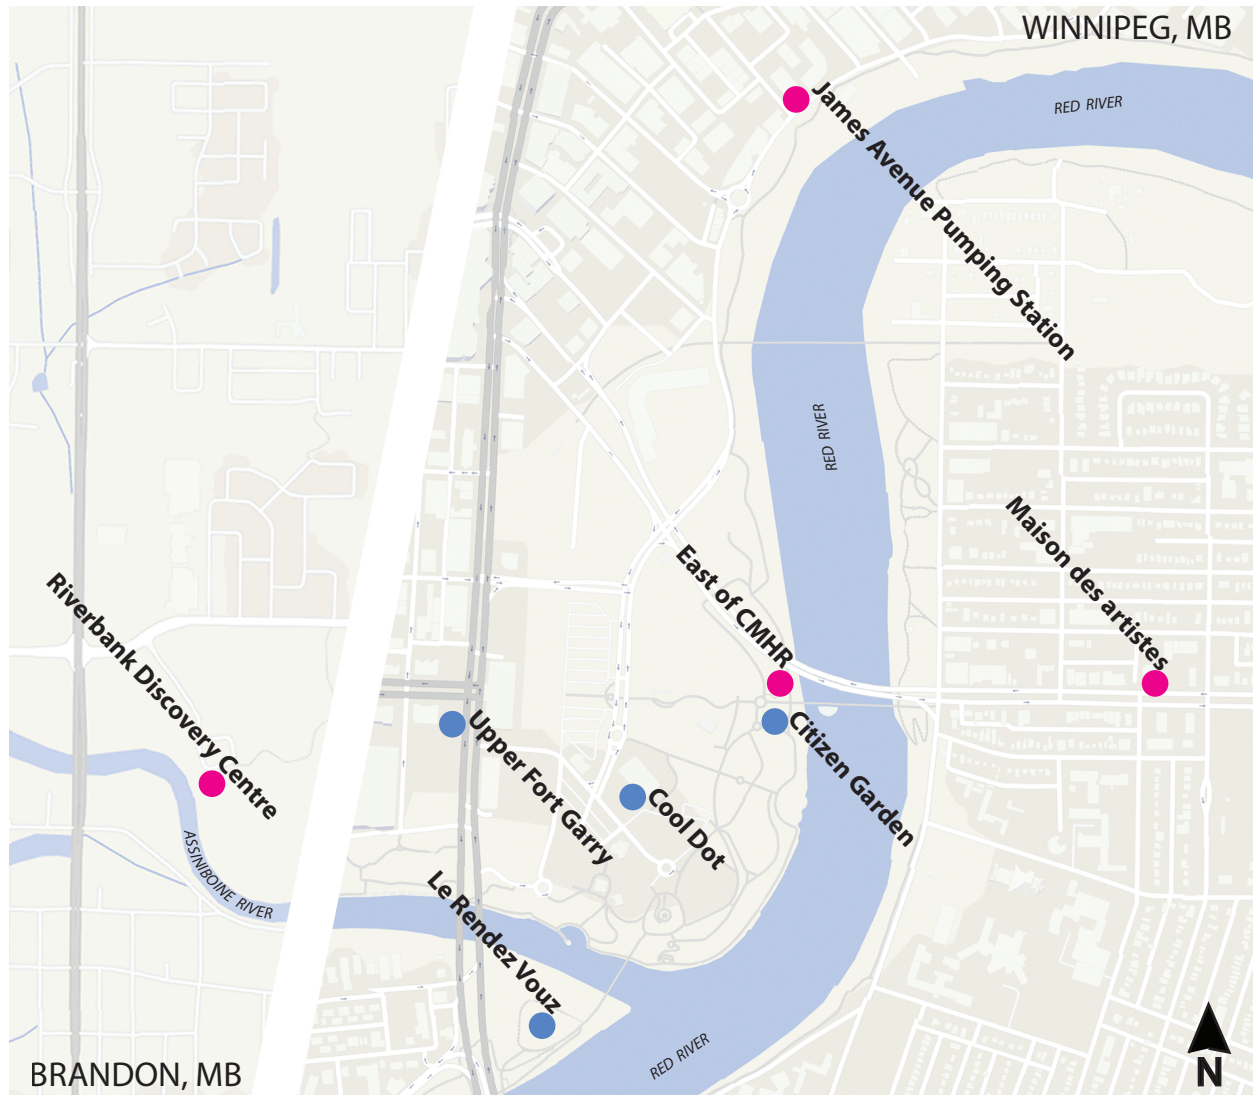 WINNIPEG, MB
RED RIVER
James Avenue Pumping Station
RED RIVER
Maison des artistes
East of CMHR
Riverbank Discovery Centre
Upper Fort Garry
Citizen Garden
Cool Dot
ASSINIBOINE RIVER
Le Rendez Vouz
RED RIVER
BRANDON, MB
N